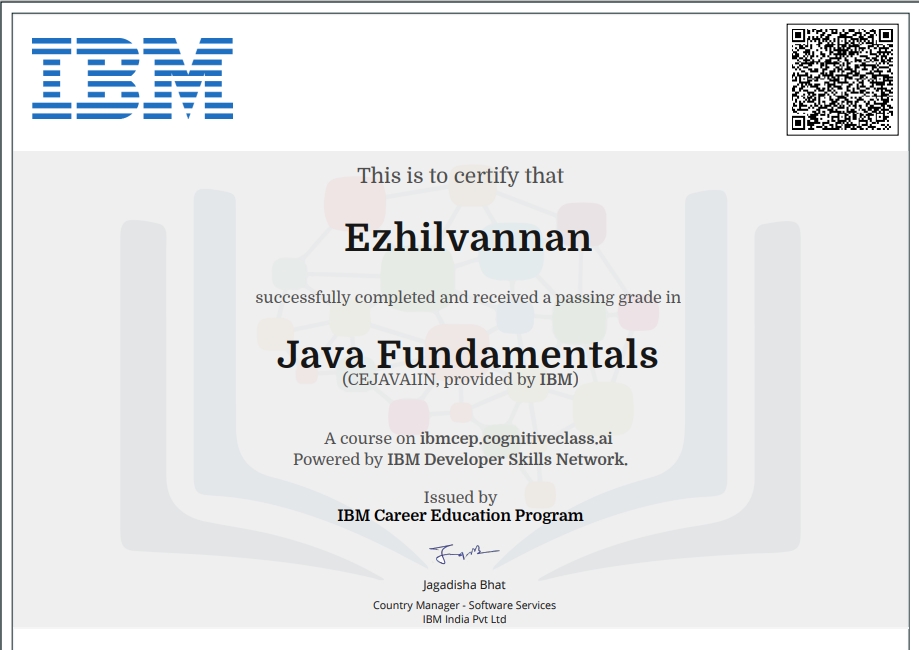 IBM
This is to certify that
Ezhilvannan
successfully completed and received a passing grade in
Java Fundamentals
(CEJAVA1IN, provided by IBM)
A course on ibmcep.cognitiveclass.ai
Powered by IBM Developer Skills Network.
Issued by
IBM Career Education Program
Jagadisha Bhat
Country Manager - Software Services
IBM India Pvt Ltd